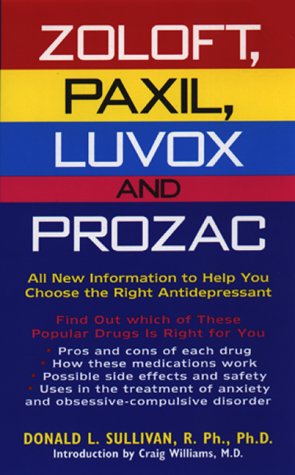 ZOLOFT,
PAXIL,
LUVOX
AND
PROZAC
All New Information to Help You
Choose the Right Antidepressant
Find Out which of These
Popular Drugs Is Right for You
• Pros and cons of each drug
• How these medications work
• Possible side effects and safety
• Uses in the treatment of anxiety
and obsessive-compulsive disorder
DONALD L. SULLIVAN, R. Ph., Ph.D.
Introduction by Craig Williams, M.D.